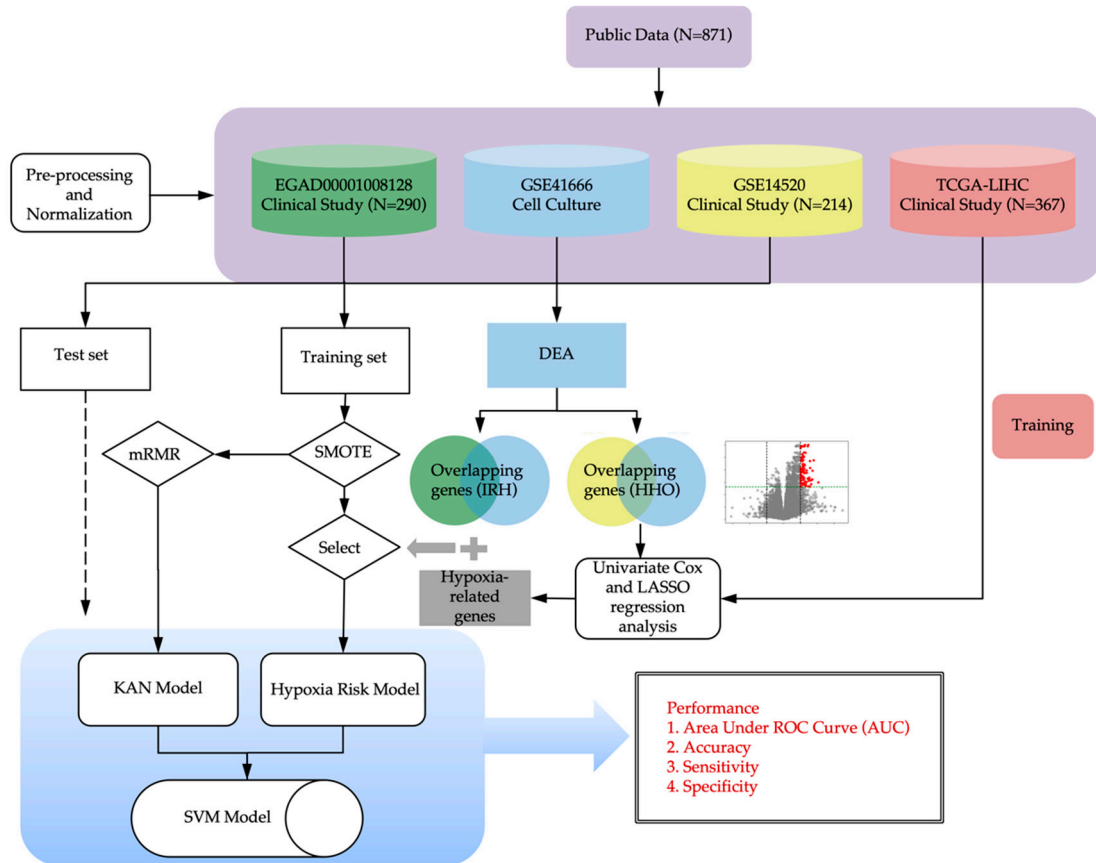 Public Data (N=871)
Pre-processing
and
Normalization
EGAD00001008128
Clinical Study (N=290)
GSE41666
Cell Culture
GSE14520
Clinical Study (N=214)
TCGA-LIHC
Clinical Study (N=367)
Test set
Training set
DEA
Training
mRMR
SMOTE
Overlapping
genes (IRH)
Overlapping
genes (HHO)
Select
Hypoxia-
related
genes
Univariate Cox
and LASSO
regression
analysis
KAN Model
Hypoxia Risk Model
SVM Model
Performance
1. Area Under ROC Curve (AUC)
2. Accuracy
3. Sensitivity
4. Specificity